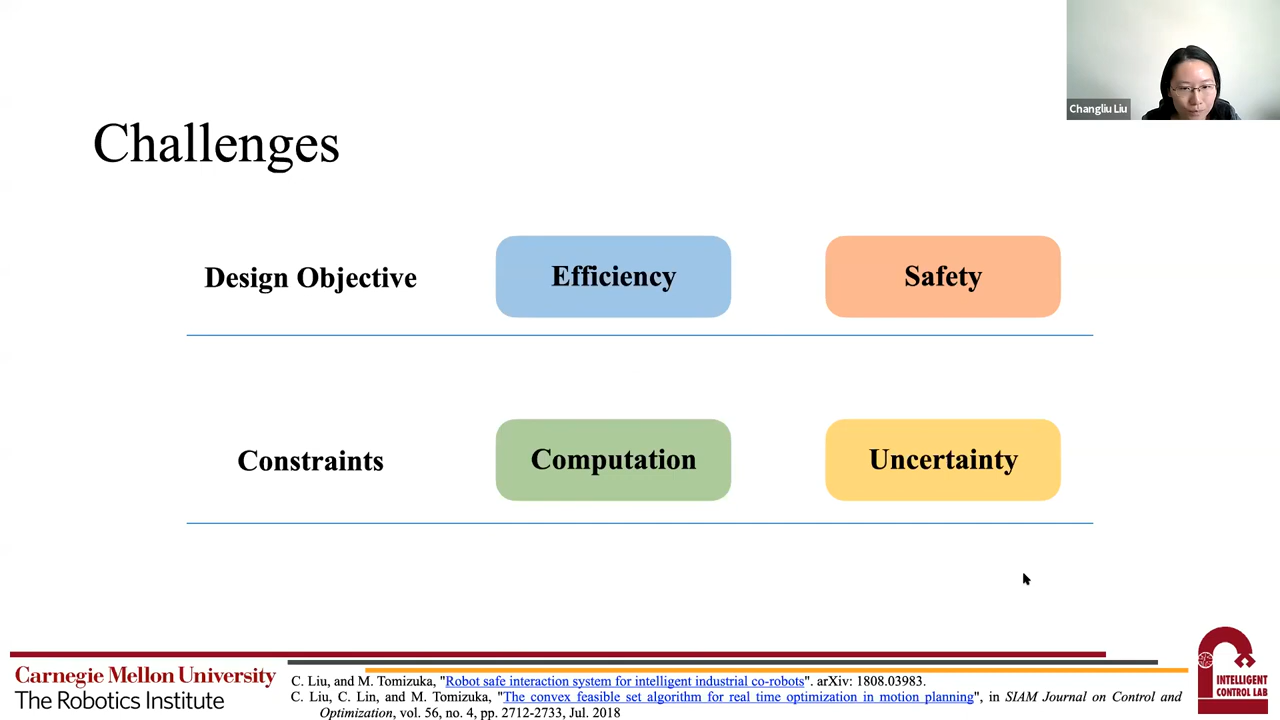 Changliu Liu
Challenges
Design Objective
Efficiency
Safety
Constraints
Computation
Uncertainty
Carnegie Mellon University
The Robotics Institute
C. Liu, and M. Tomizuka, "Robot safe interaction system for intelligent industrial co-robots". arXiv: 1808.03983.
C. Liu, C. Lin, and M. Tomizuka, "The convex feasible set algorithm for real time optimization in motion planning", in SIAM Journal on Control and
Optimization, vol. 56, no. 4, pp. 2712-2733, Jul. 2018
INTELLIGENT
CONTROL LAB